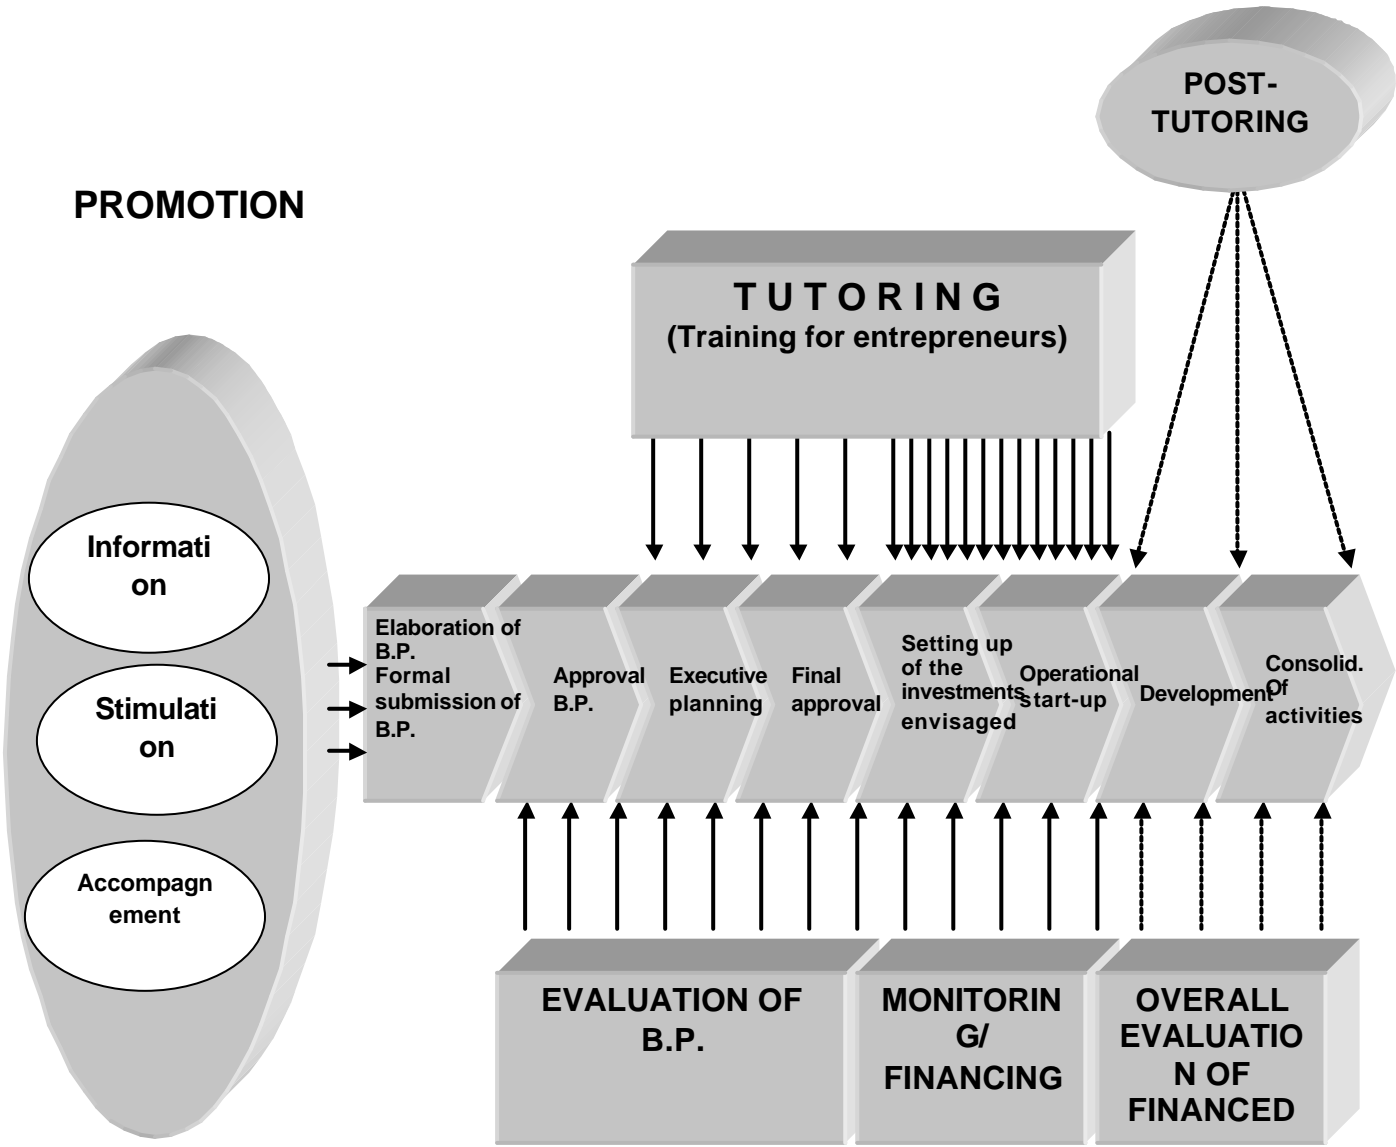 POST-
TUTORING
PROMOTION
T U T O R I N G
(Training for entrepreneurs)
Informati
on
Stimulati
on
Accompagn
ement
Elaboration of
B.P.
Formal
submission of
B.P.
Approval
B.P.
Executive
planning
Final
approval
Setting up
of the
investments
envisaged
Operational
start-up
Development
Consolid.
Of
activities
EVALUATION OF
B.P.
MONITORIN
G/
FINANCING
OVERALL
EVALUATIO
N OF
FINANCED